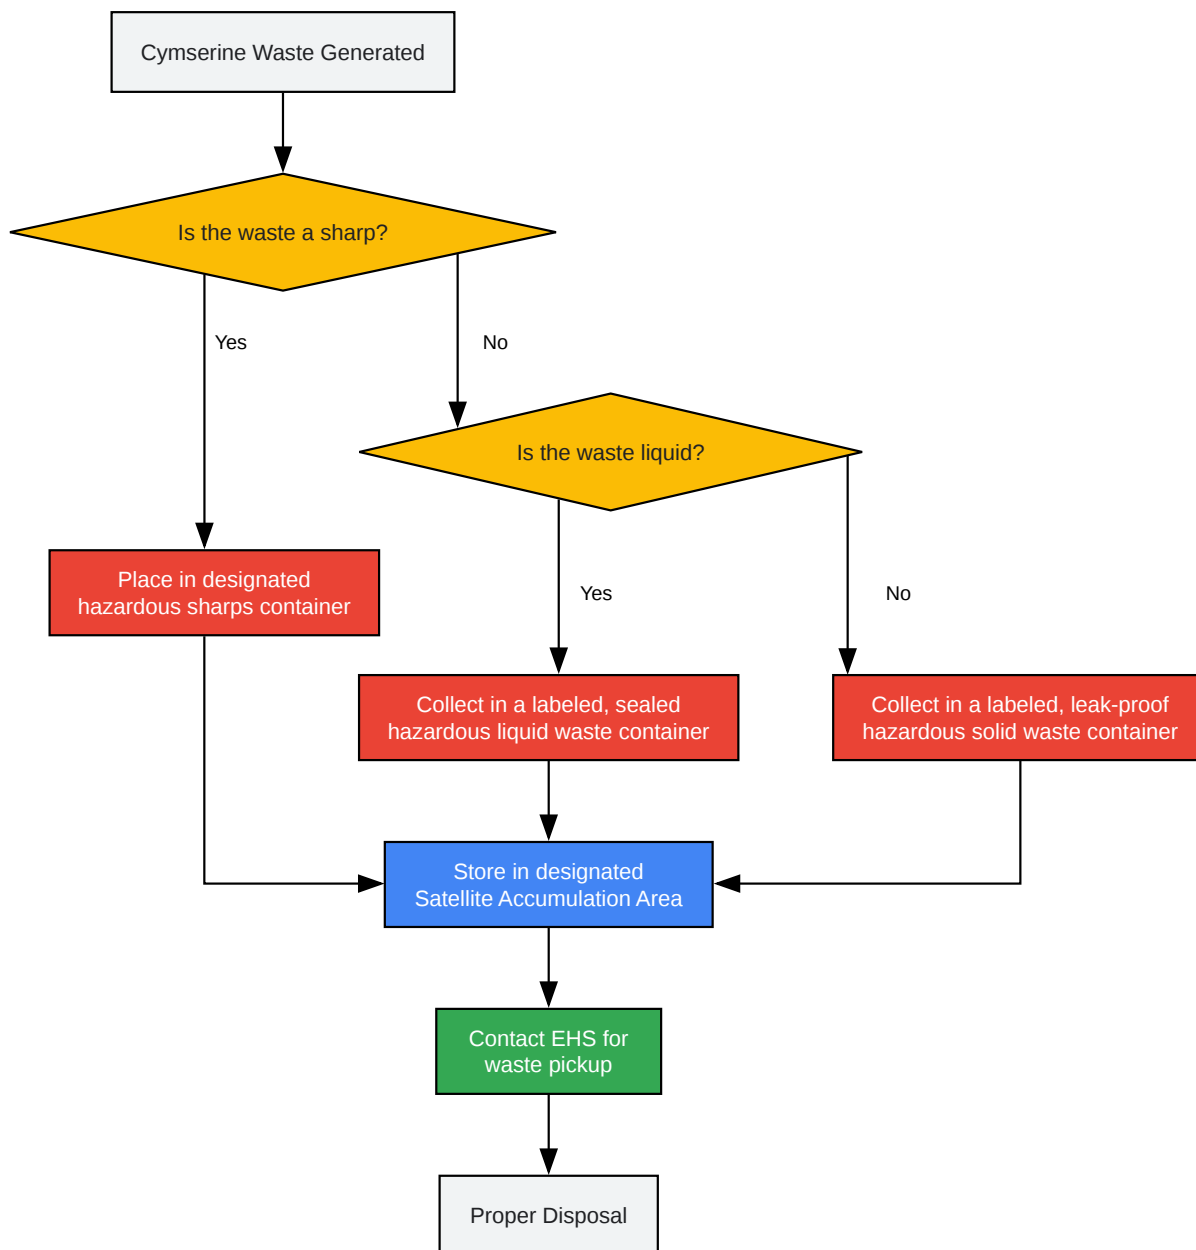 Cymserine Waste Generated
Is the waste a sharp?
Yes
No
Is the waste liquid?
Place in designated
hazardous sharps container
Yes
No
Collect in a labeled, sealed
hazardous liquid waste container
Collect in a labeled, leak-proof
hazardous solid waste container
Store in designated
Satellite Accumulation Area
Contact EHS for
waste pickup
Proper Disposal